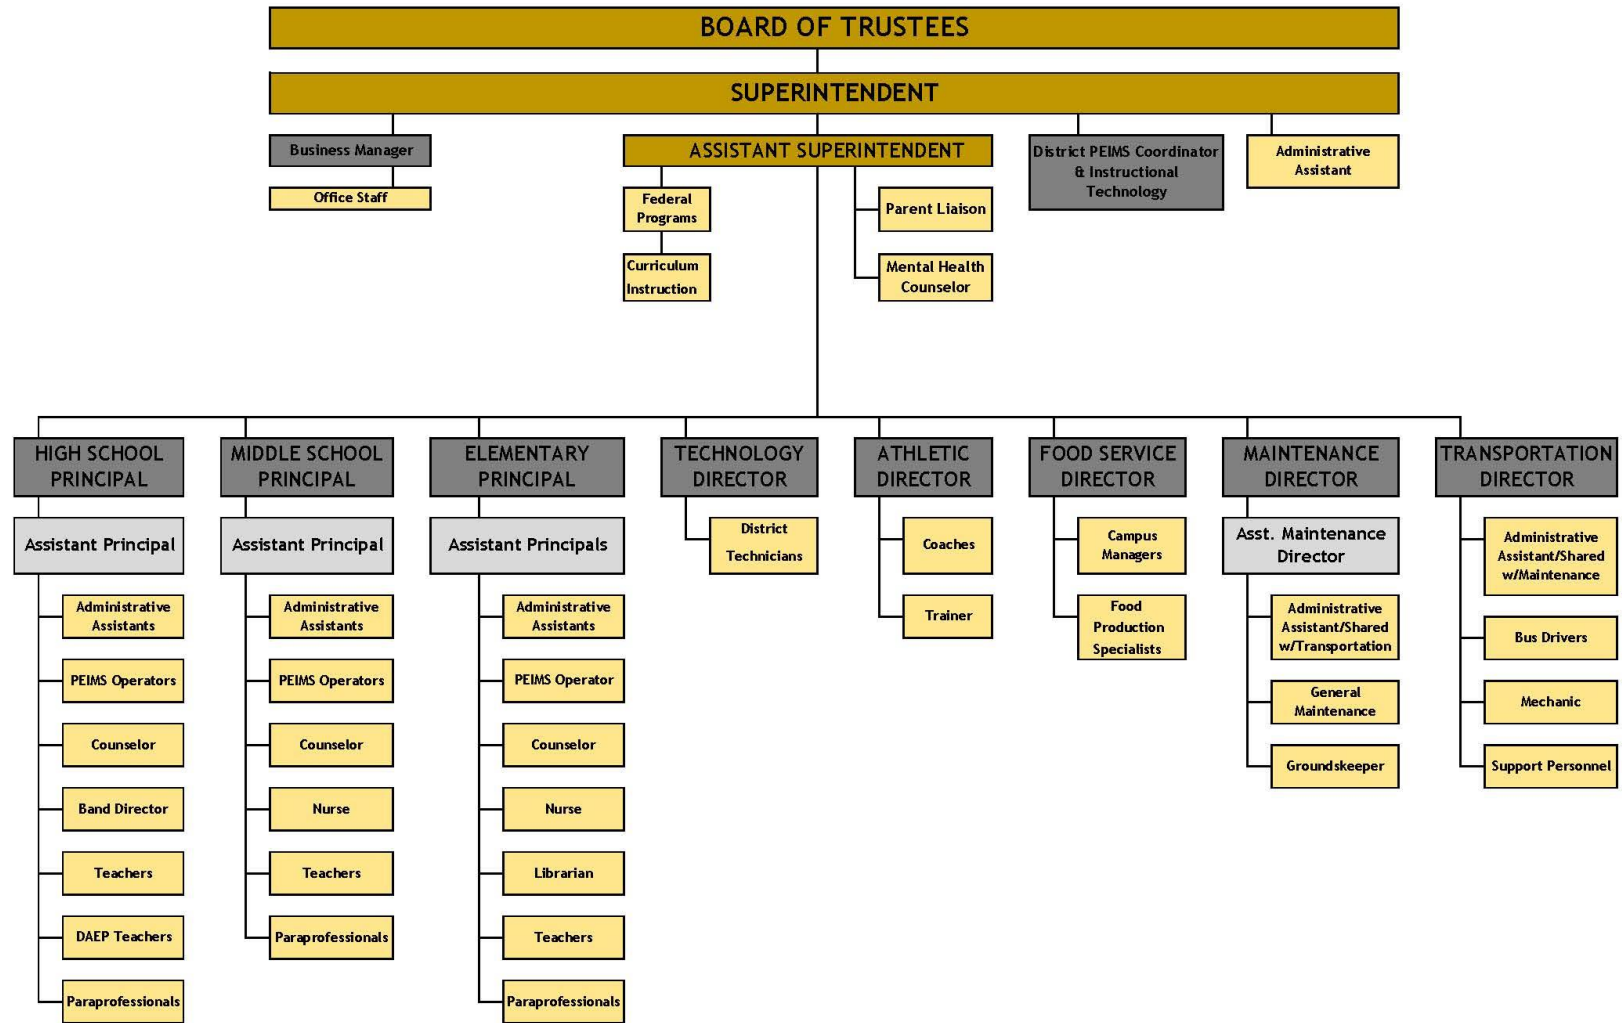 BOARD OF TRUSTEES
SUPERINTENDENT
Business Manager
Office Staff
ASSISTANT SUPERINTENDENT
Federal
Programs
Curriculum
Instruction
Parent Liaison
Mental Health
Counselor
District PEIMS Coordinator
& Instructional
Technology
Administrative
Assistant
HIGH SCHOOL
PRINCIPAL
Assistant Principal
Administrative
Assistants
PEIMS Operators
Counselor
Band Director
Teachers
DAEP Teachers
Paraprofessionals
MIDDLE SCHOOL
PRINCIPAL
Assistant Principal
Administrative
Assistants
PEIMS Operators
Counselor
Nurse
Teachers
Paraprofessionals
ELEMENTARY
PRINCIPAL
Assistant Principals
Administrative
Assistants
PEIMS Operator
Counselor
Nurse
Librarian
Teachers
Paraprofessionals
TECHNOLOGY
DIRECTOR
District
Technicians
ATHLETIC
DIRECTOR
Coaches
Trainer
FOOD SERVICE
DIRECTOR
Campus
Managers
Food
Production
Specialists
MAINTENANCE
DIRECTOR
Asst. Maintenance
Director
Administrative
Assistant/Shared
w/Transportation
General
Maintenance
Groundskeeper
TRANSPORTATION
DIRECTOR
Administrative
Assistant/Shared
w/Maintenance
Bus Drivers
Mechanic
Support Personnel